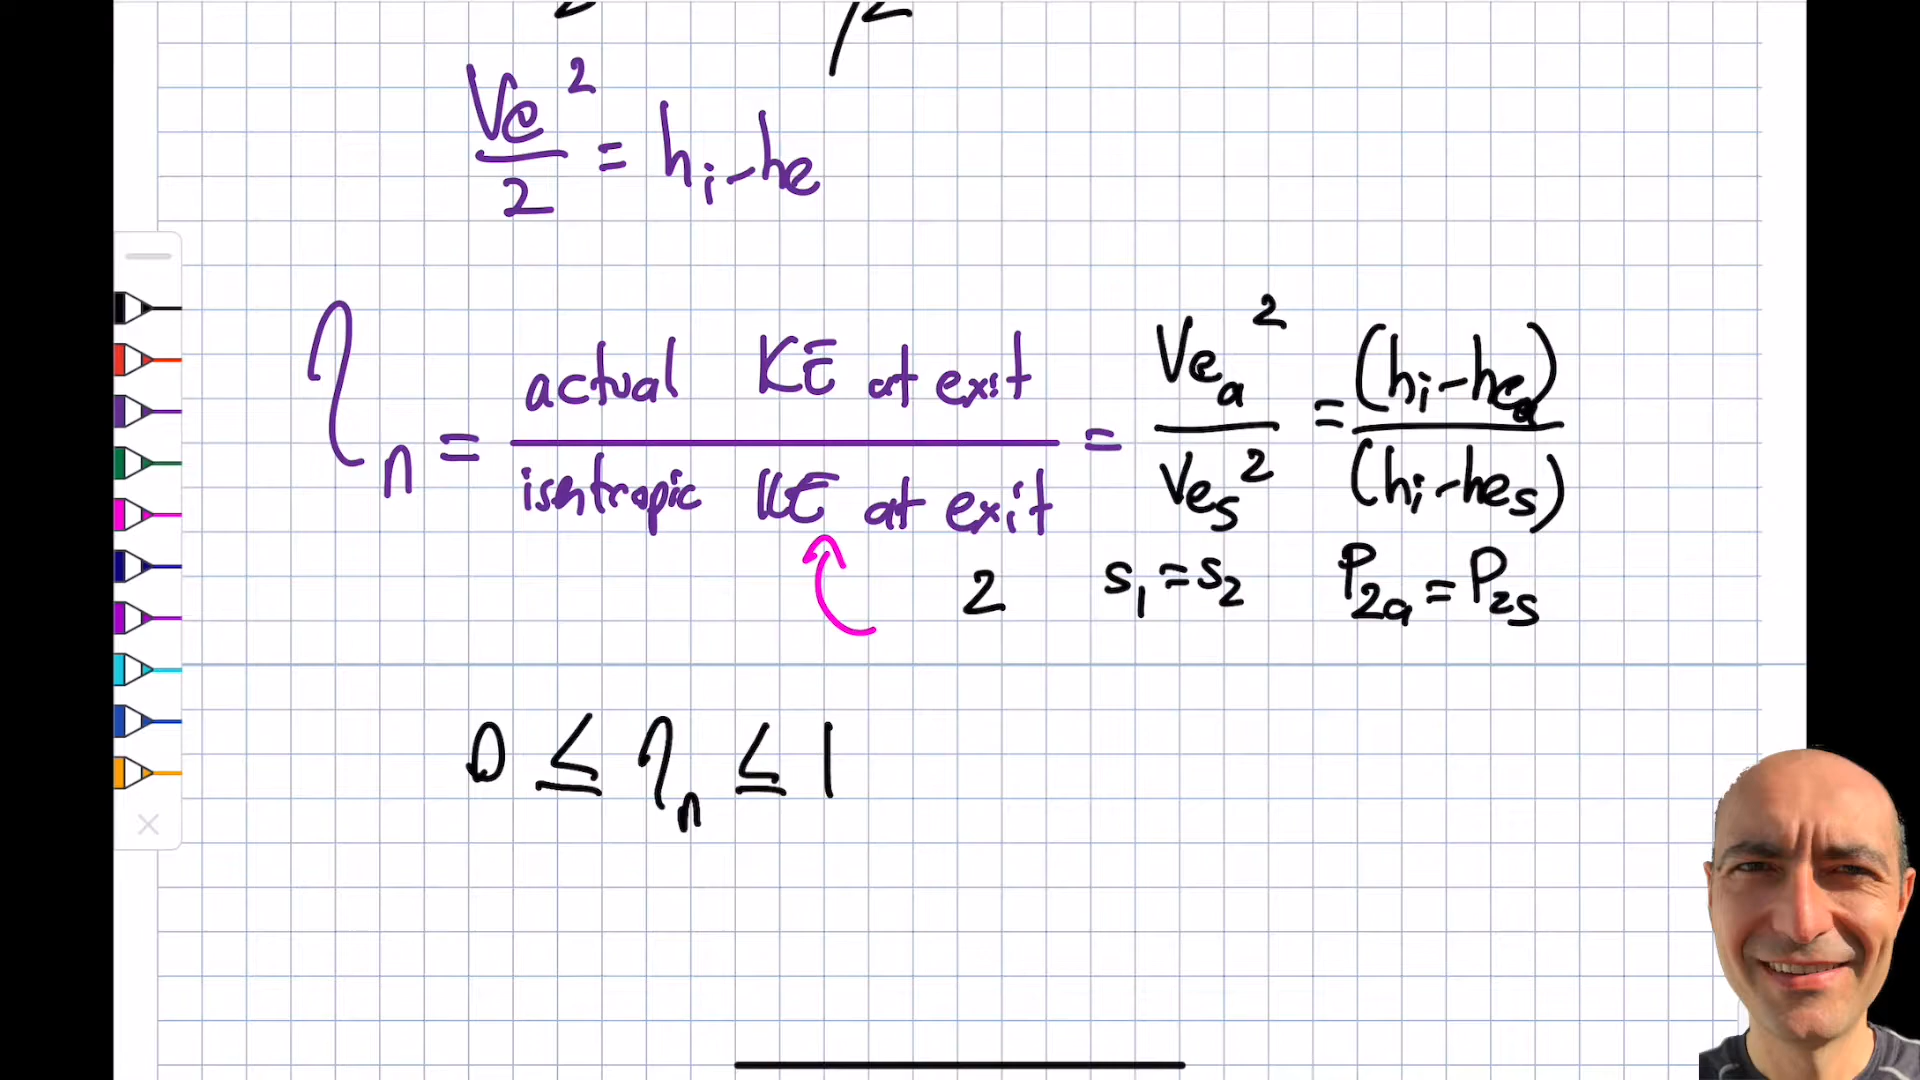 Ve²/2 = hi - he
ηn = actual KE at exit / isentropic KE at exit = Vea² / Ves² = (hi - hea) / (hi - hes)
2 s1 = s2 P2a = P2s
0 ≤ ηn ≤ 1